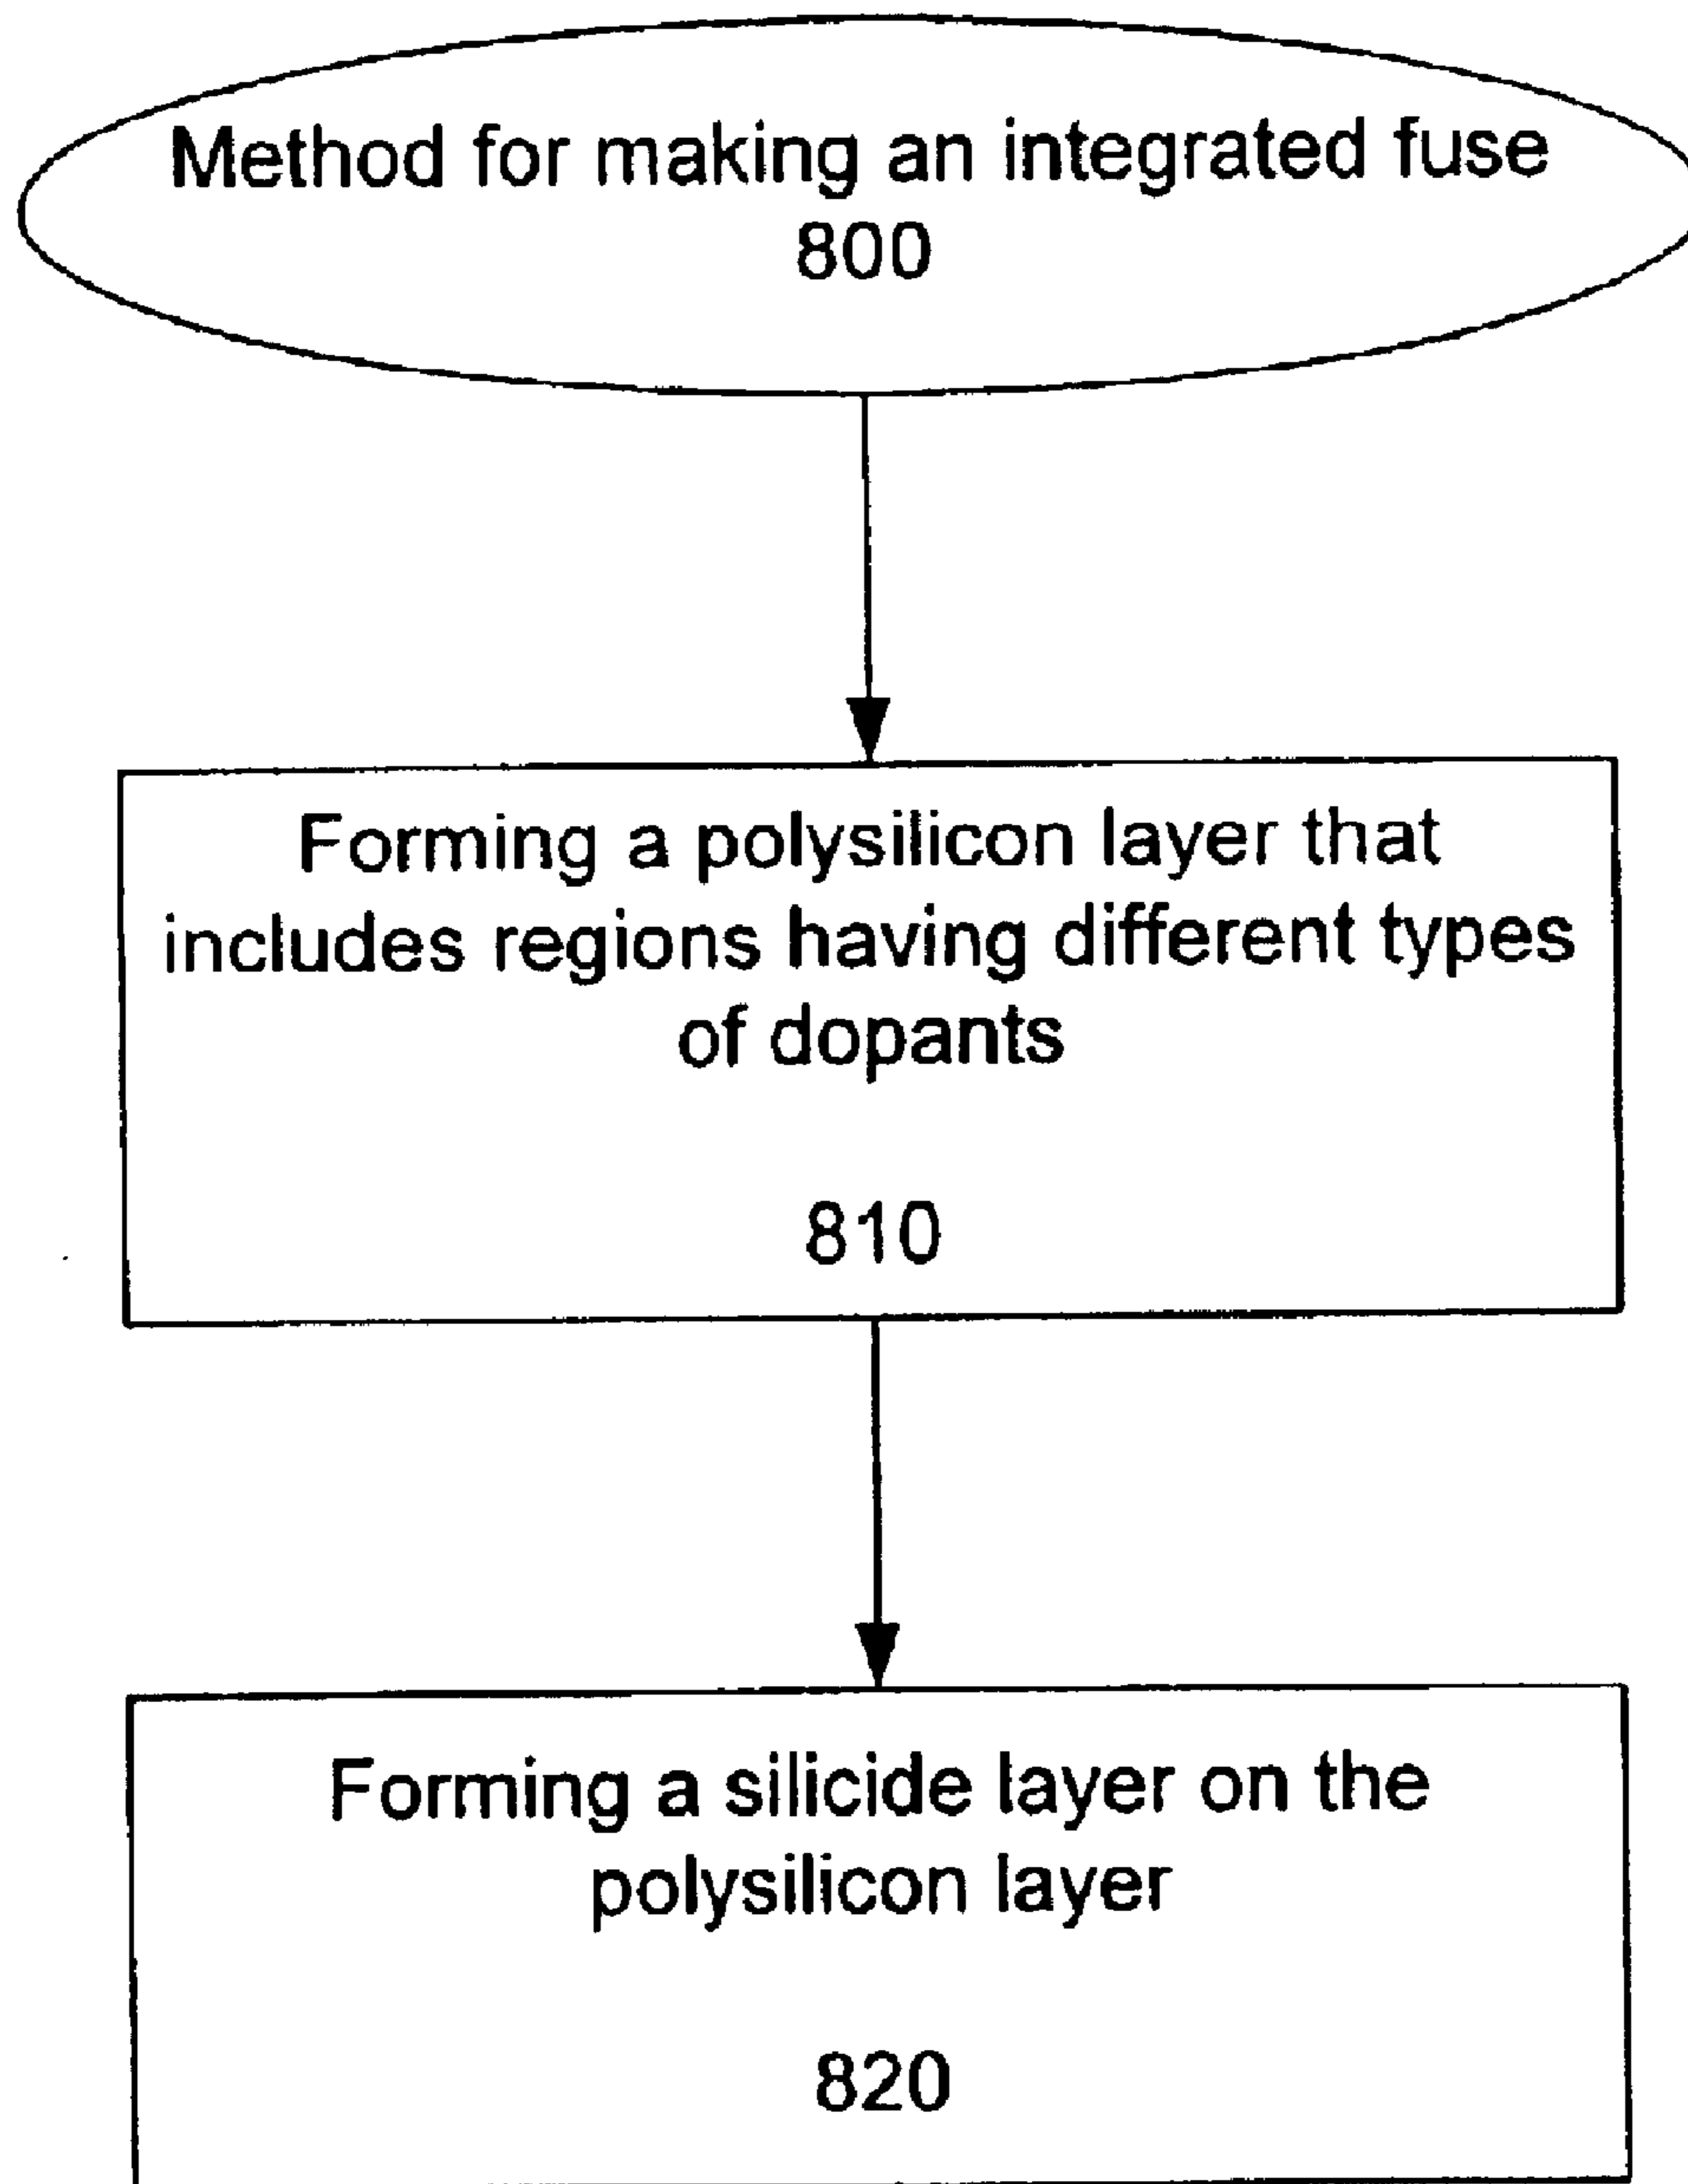 Method for making an integrated fuse
800
Forming a polysilicon layer that
includes regions having different types
of dopants
810
Forming a silicide layer on the
polysilicon layer
820